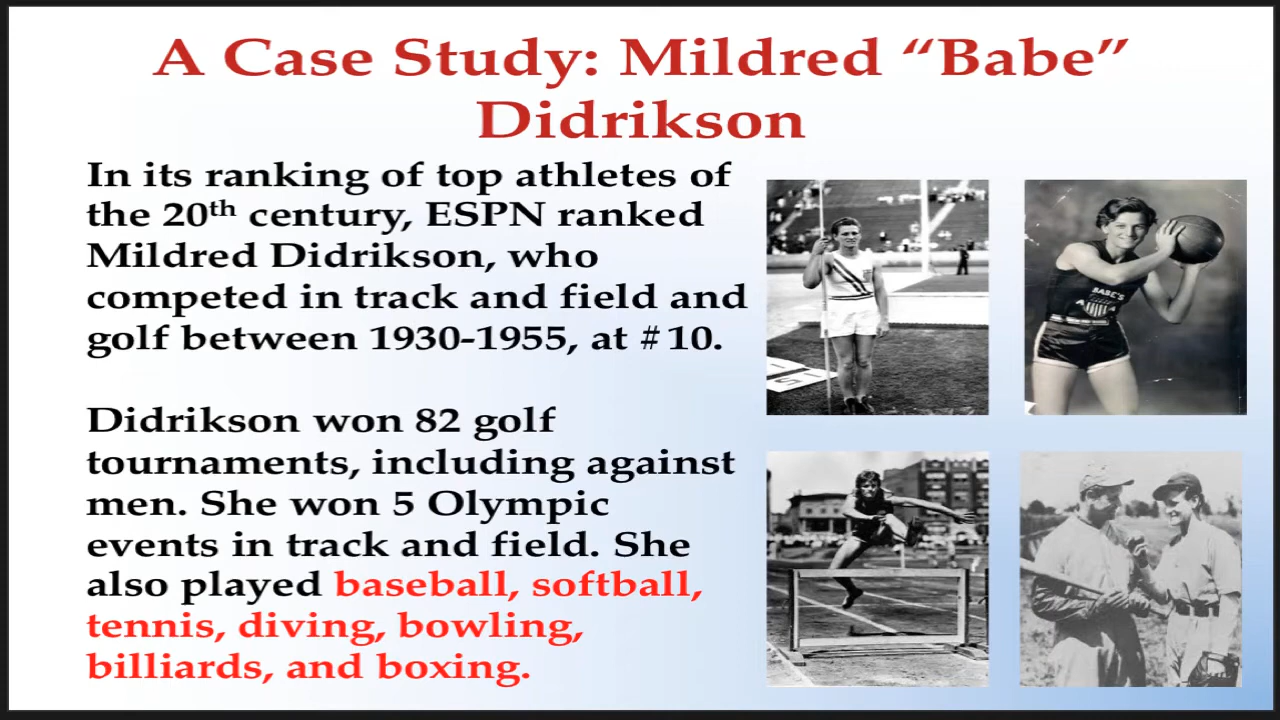 A Case Study: Mildred “Babe”
Didrikson
In its ranking of top athletes of
the 20th century, ESPN ranked
Mildred Didrikson, who
competed in track and field and
golf between 1930-1955, at #10.
Didrikson won 82 golf
tournaments, including against
men. She won 5 Olympic
events in track and field. She
also played baseball, softball,
tennis, diving, bowling,
billiards, and boxing.
BABE'S